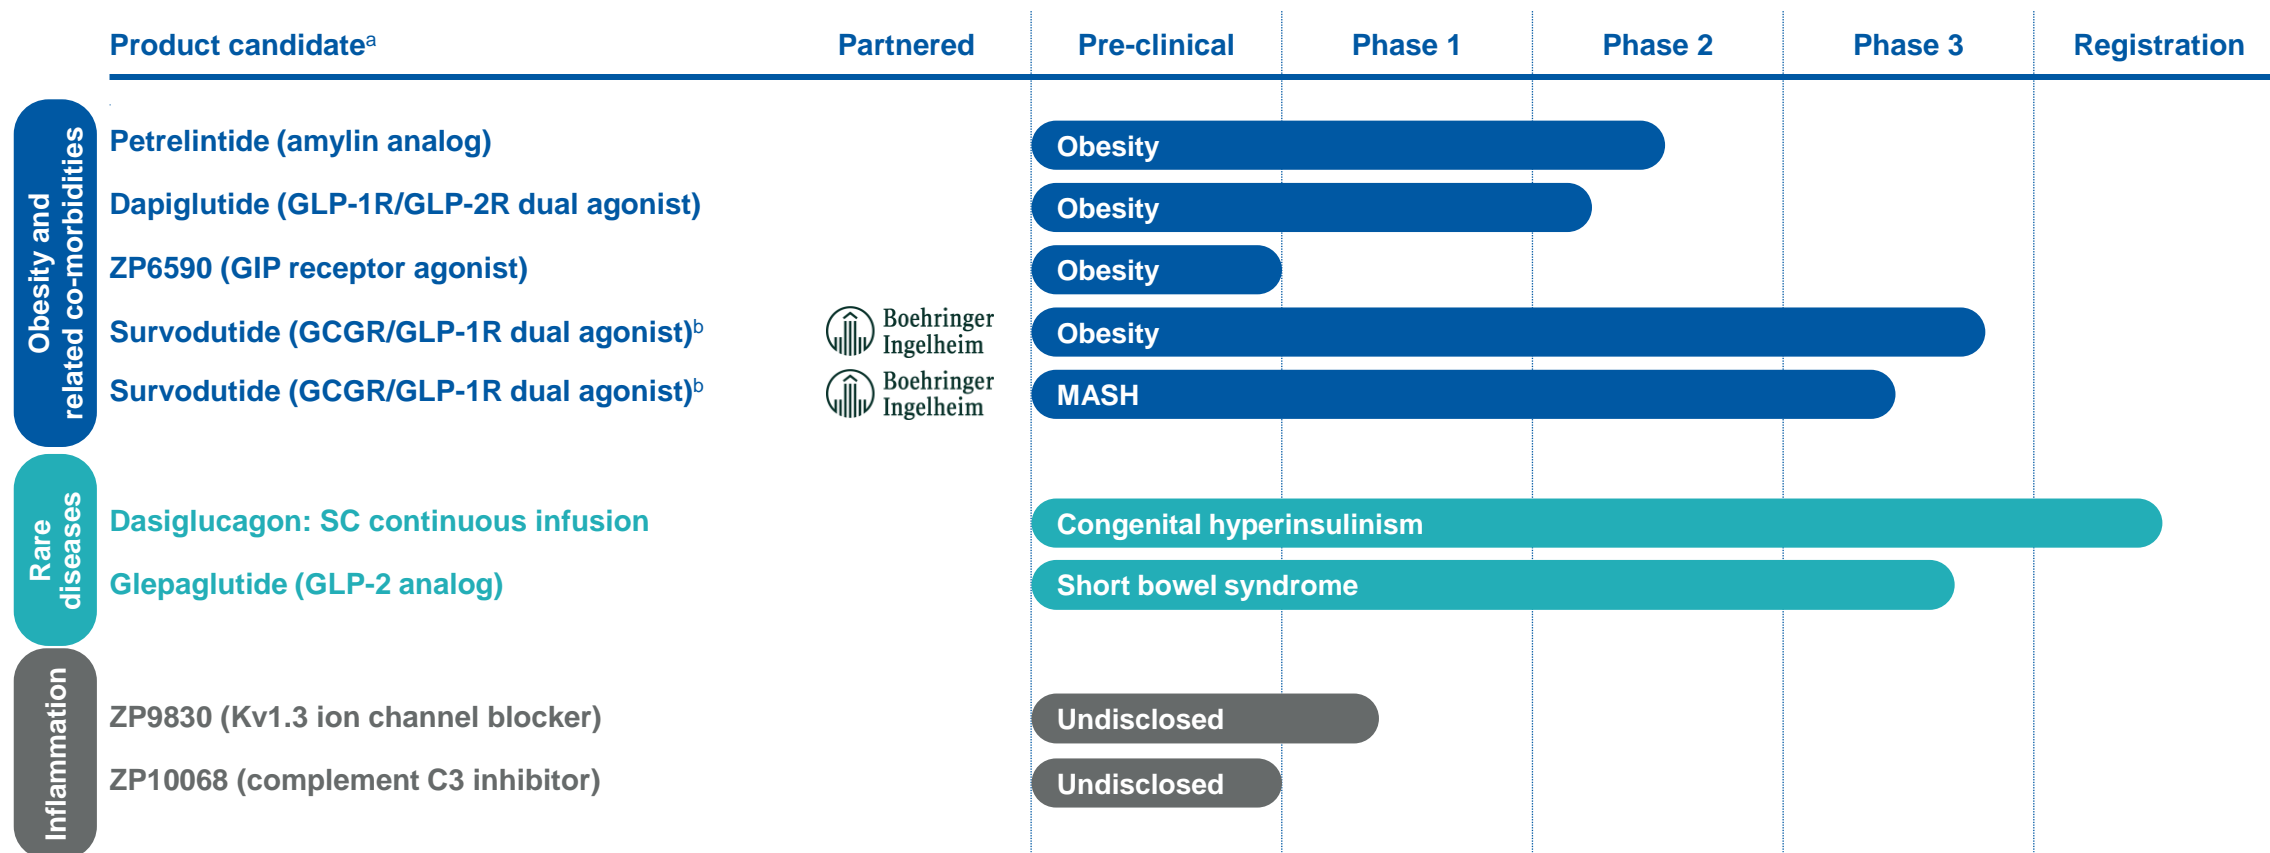 Product candidateᵃ Partnered Pre-clinical Phase 1 Phase 2 Phase 3 Registration
Obesity and
related co-morbidities
Petrelintide (amylin analog) Obesity
Dapiglutide (GLP-1R/GLP-2R dual agonist) Obesity
ZP6590 (GIP receptor agonist) Obesity
Survodutide (GCGR/GLP-1R dual agonist)ᵇ Boehringer Ingelheim Obesity
Survodutide (GCGR/GLP-1R dual agonist)ᵇ Boehringer Ingelheim MASH
Rare
diseases
Dasiglucagon: SC continuous infusion Congenital hyperinsulinism
Glepaglutide (GLP-2 analog) Short bowel syndrome
Inflammation
ZP9830 (Kv1.3 ion channel blocker) Undisclosed
ZP10068 (complement C3 inhibitor) Undisclosed